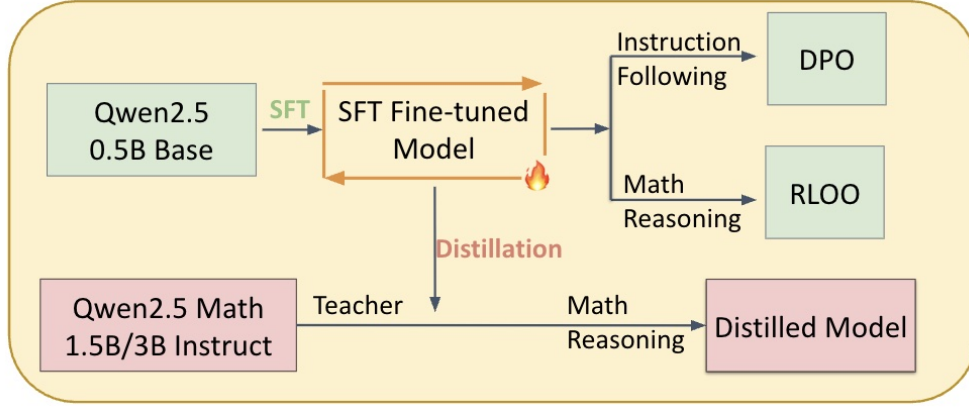 Qwen2.5
0.5B Base
SFT
SFT Fine-tuned
Model
Instruction
Following
DPO
Math
Reasoning
RLOO
Distillation
Qwen2.5 Math
1.5B/3B Instruct
Teacher
Math
Reasoning
Distilled Model